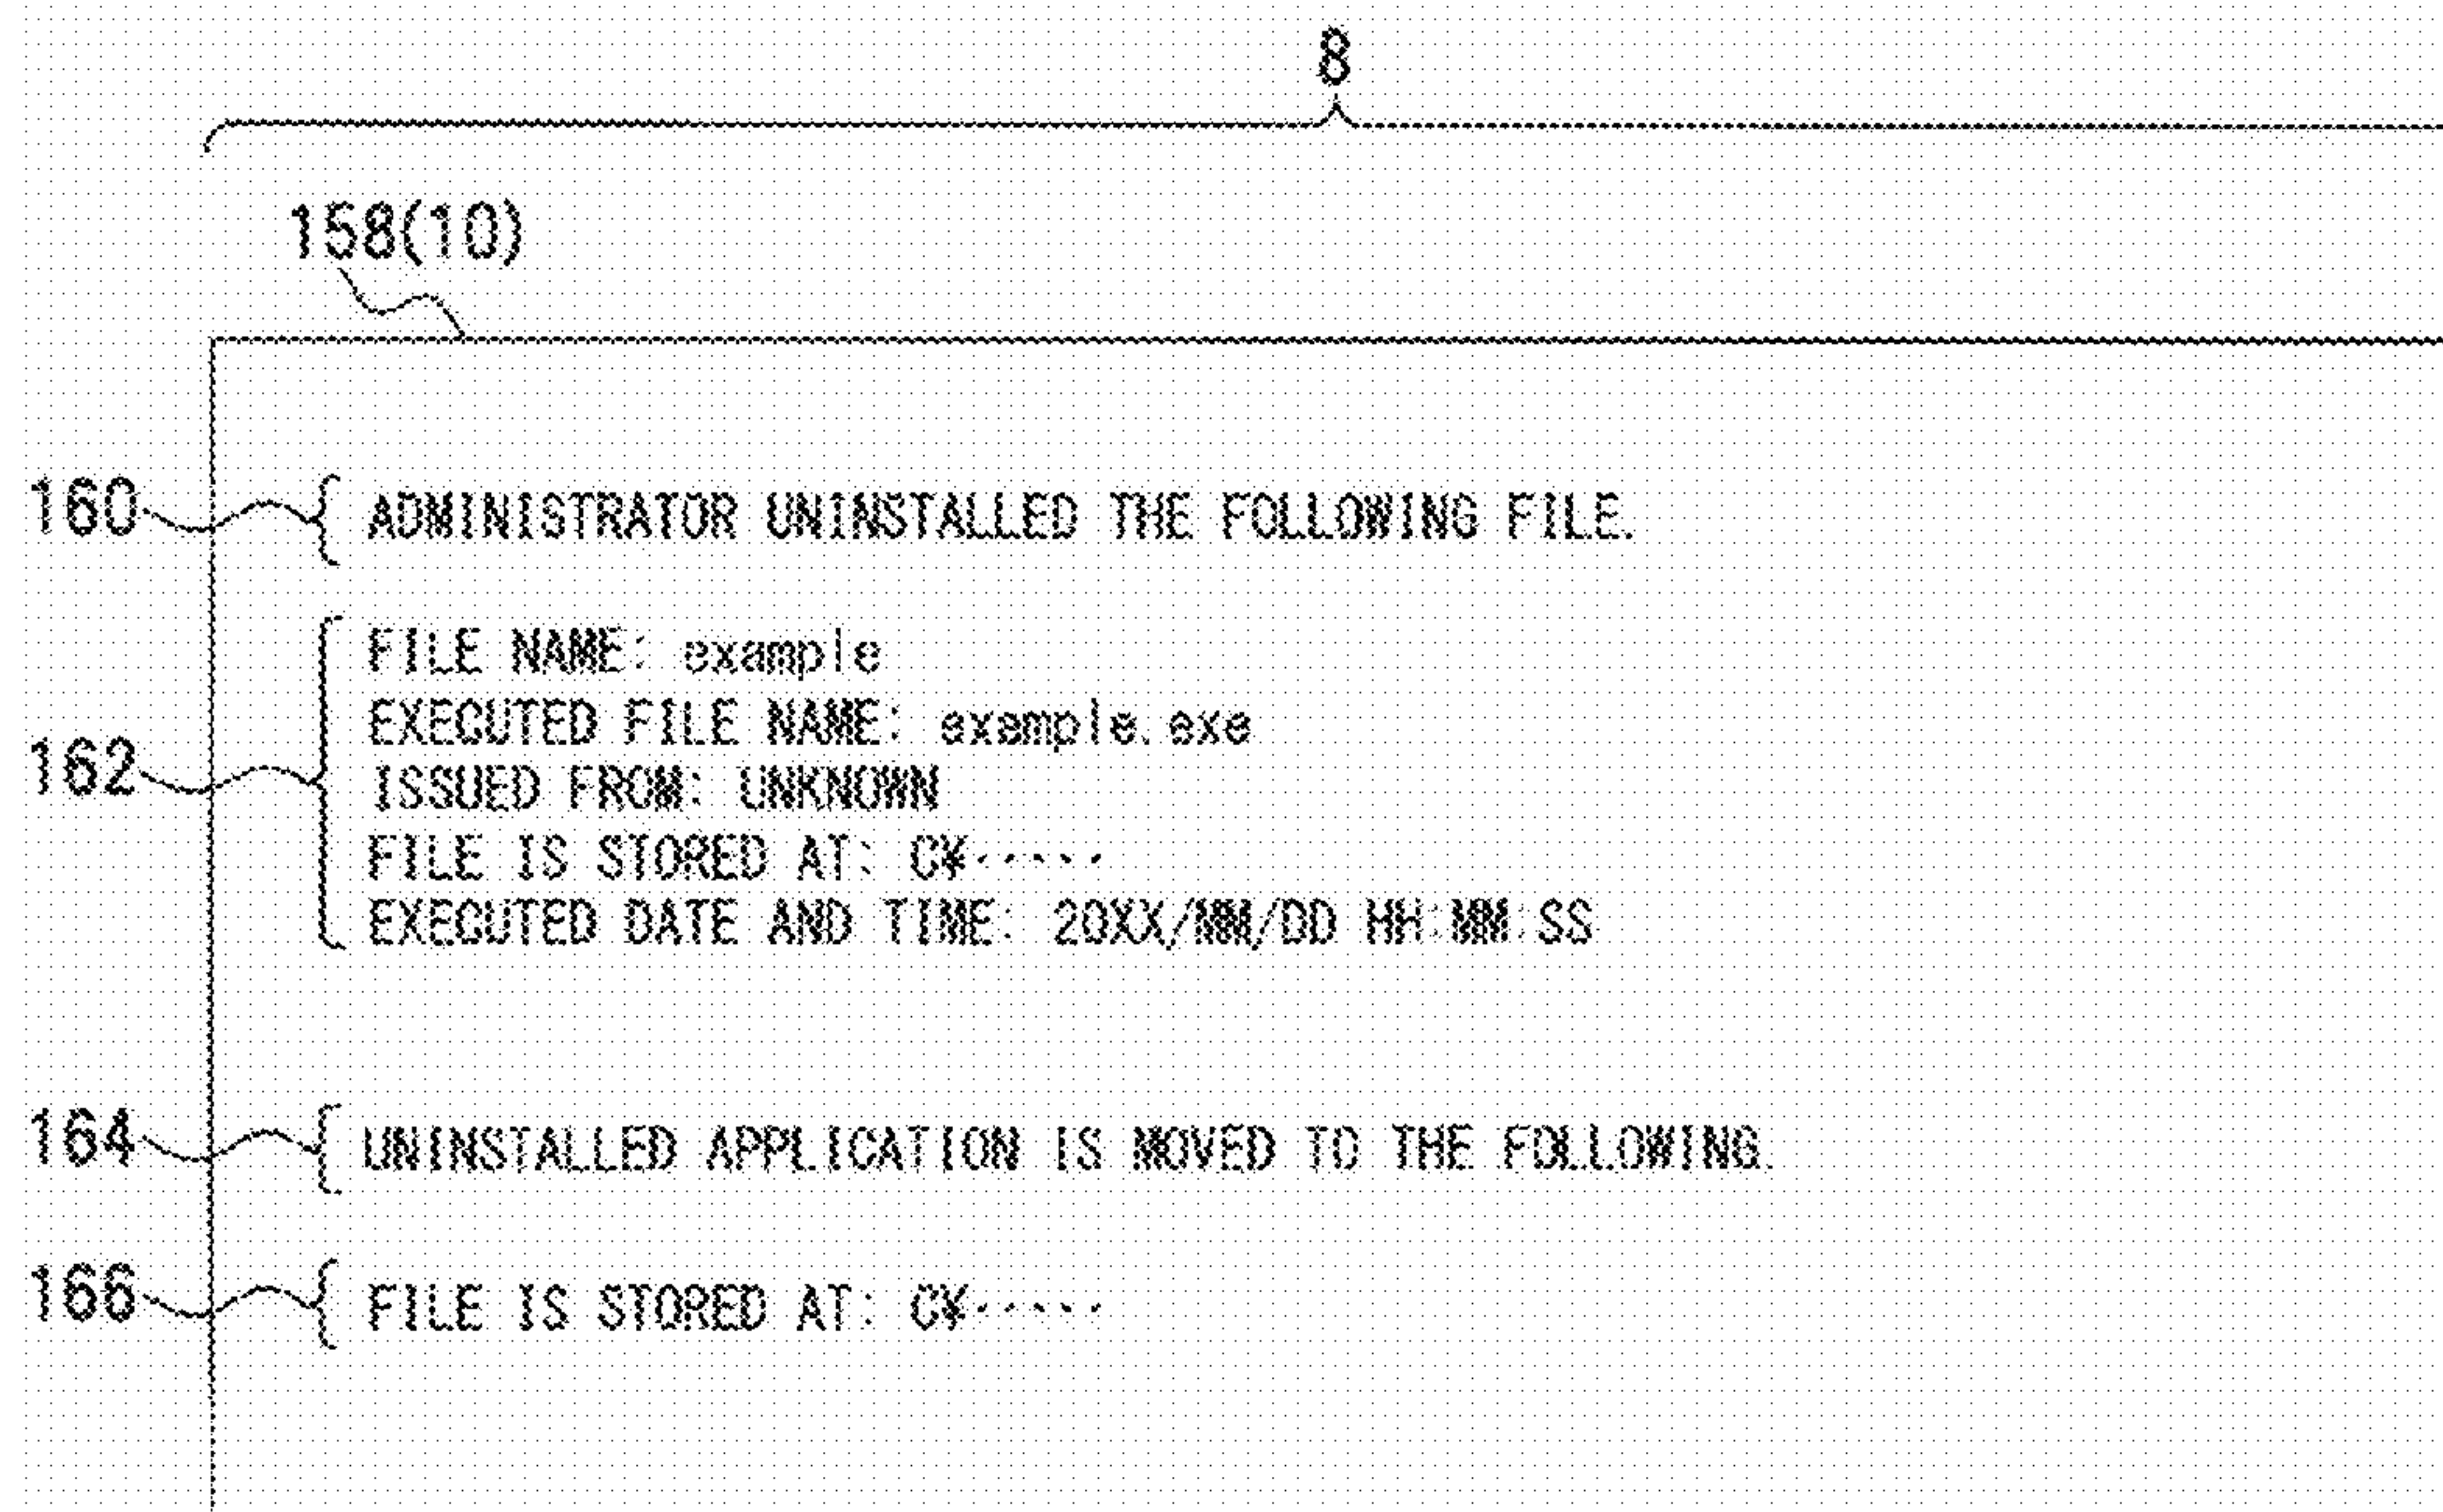 8
158(10)
160 ADMINISTRATOR UNINSTALLED THE FOLLOWING FILE.
FILE NAME: example
EXECUTED FILE NAME: example.exe
162 ISSUED FROM: UNKNOWN
FILE IS STORED AT: C¥·····
EXECUTED DATE AND TIME: 20XX/MM/DD HH:MM:SS
164 UNINSTALLED APPLICATION IS MOVED TO THE FOLLOWING.
166 FILE IS STORED AT: C¥·····